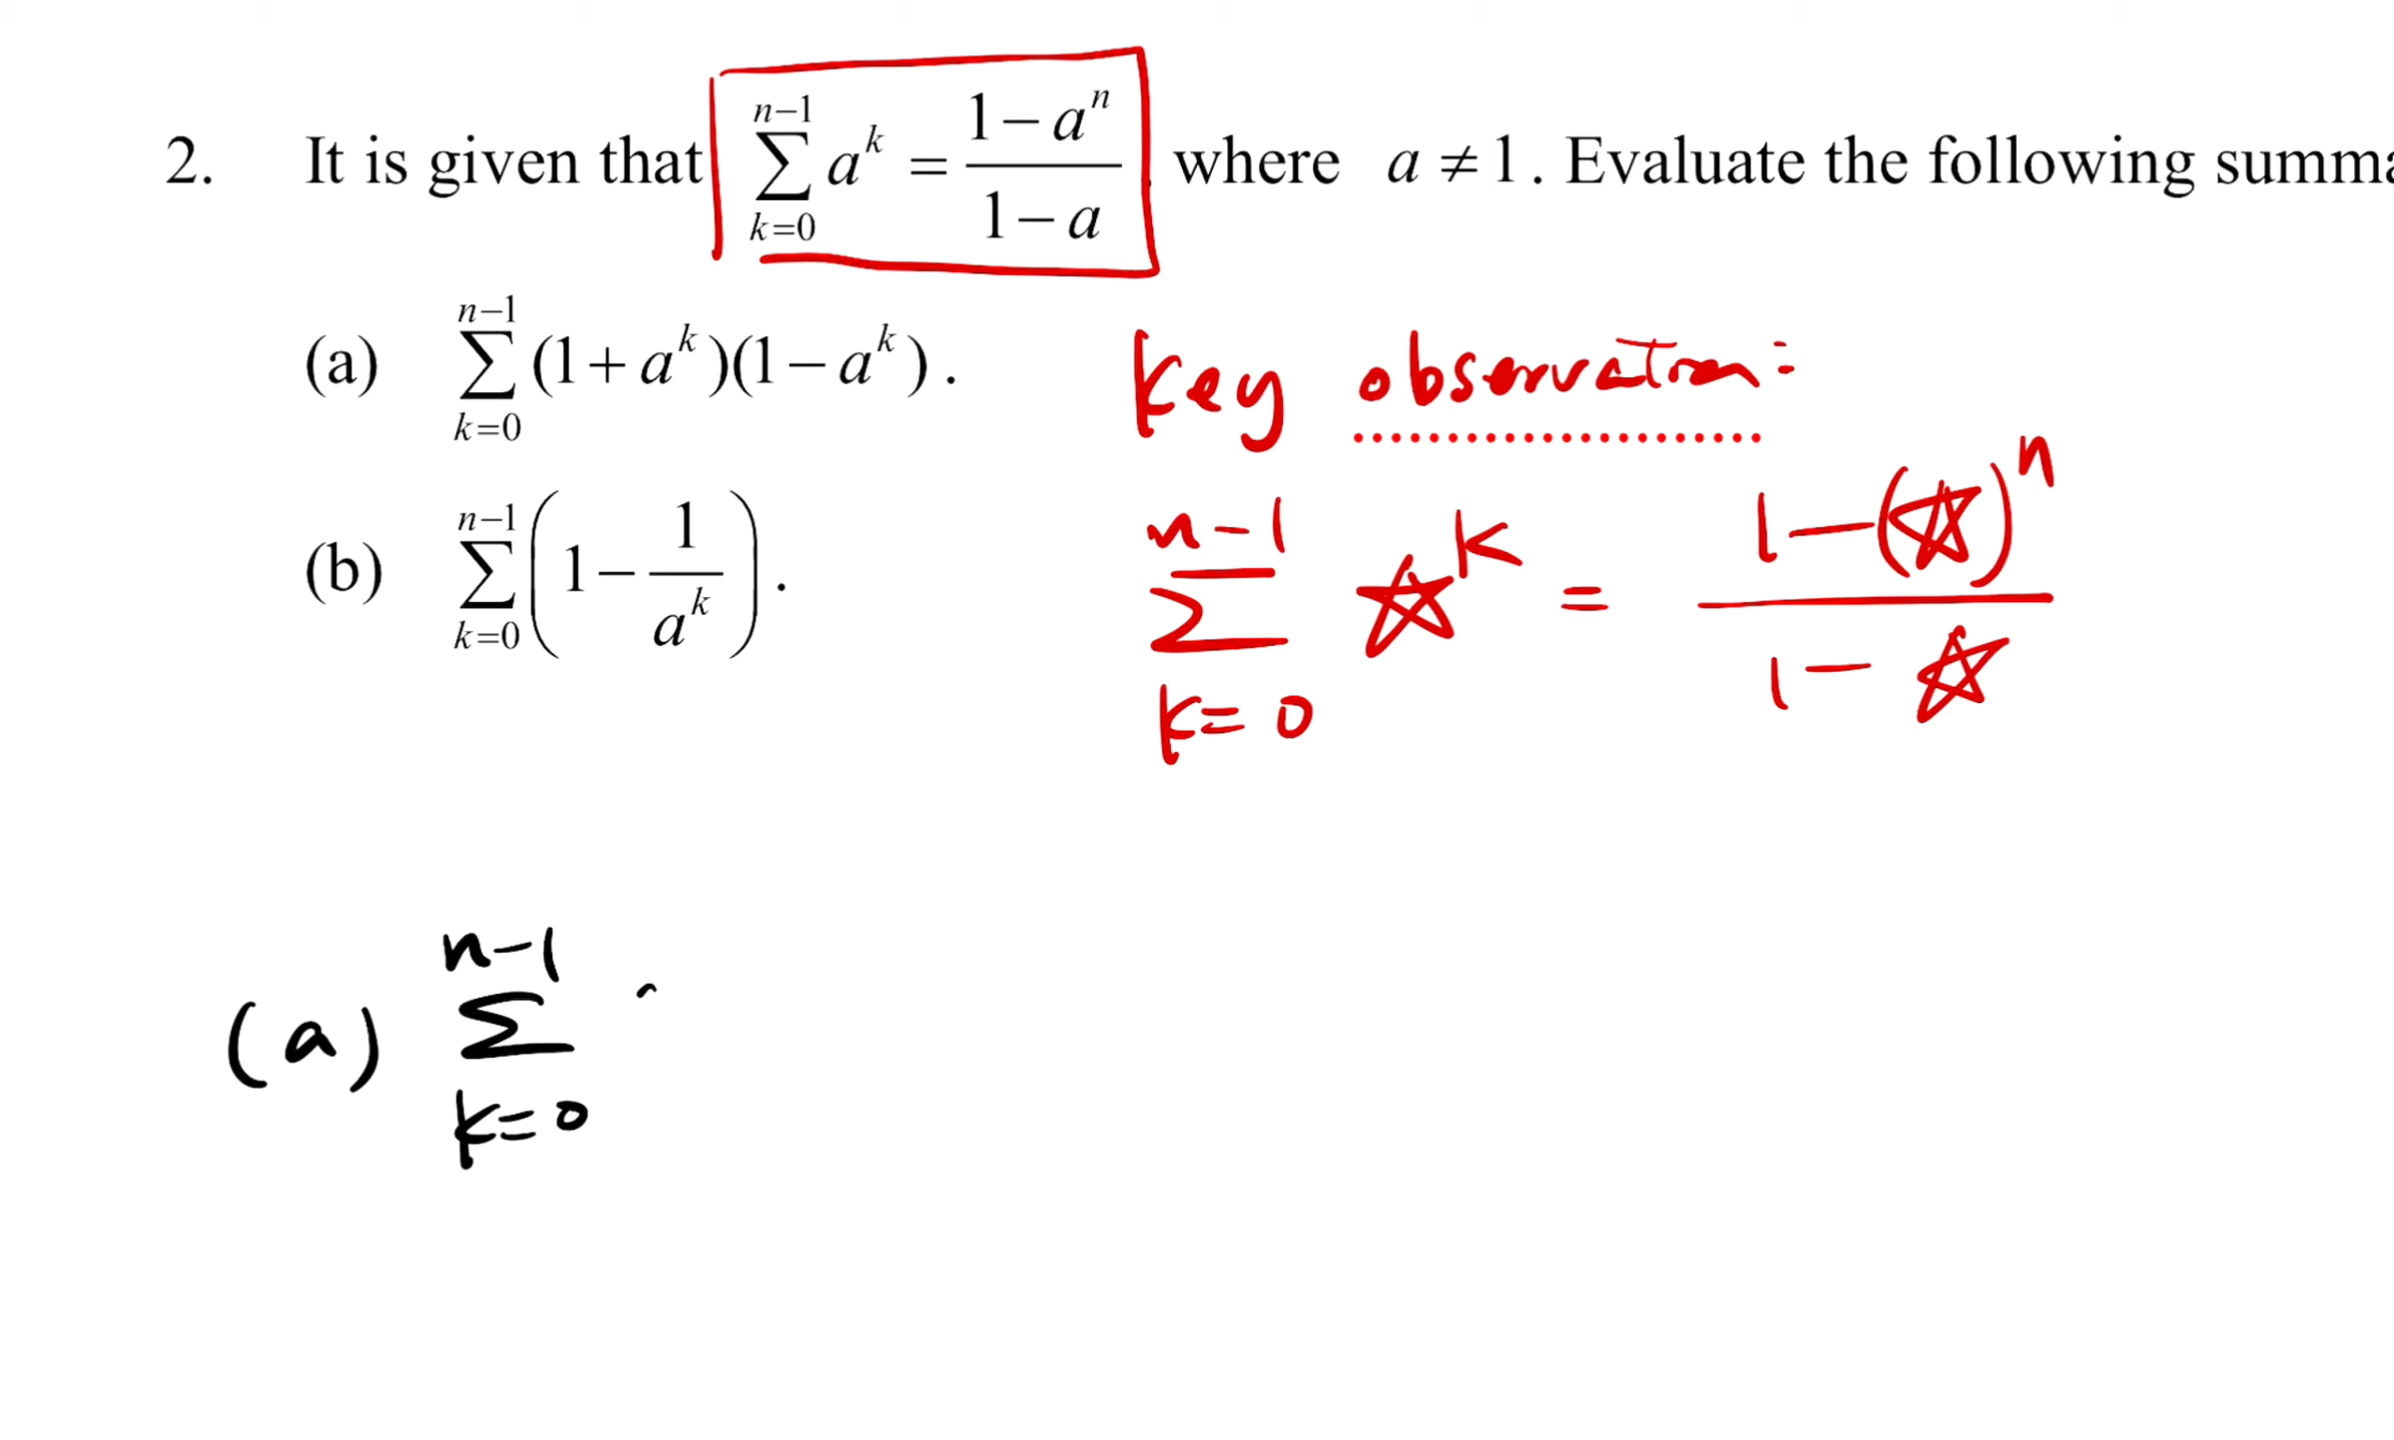 2. It is given that \sum_{k=0}^{n-1} a^k = \frac{1-a^n}{1-a} where a ≠ 1. Evaluate the following
(a) \sum_{k=0}^{n-1} (1+a^k)(1-a^k).
key observation:
(b) \sum_{k=0}^{n-1} \left(1-\frac{1}{a^k}\right).
\sum_{k=0}^{n-1} ☆^k = \frac{1-(☆)^n}{1-☆}
(a) \sum_{k=0}^{n-1}